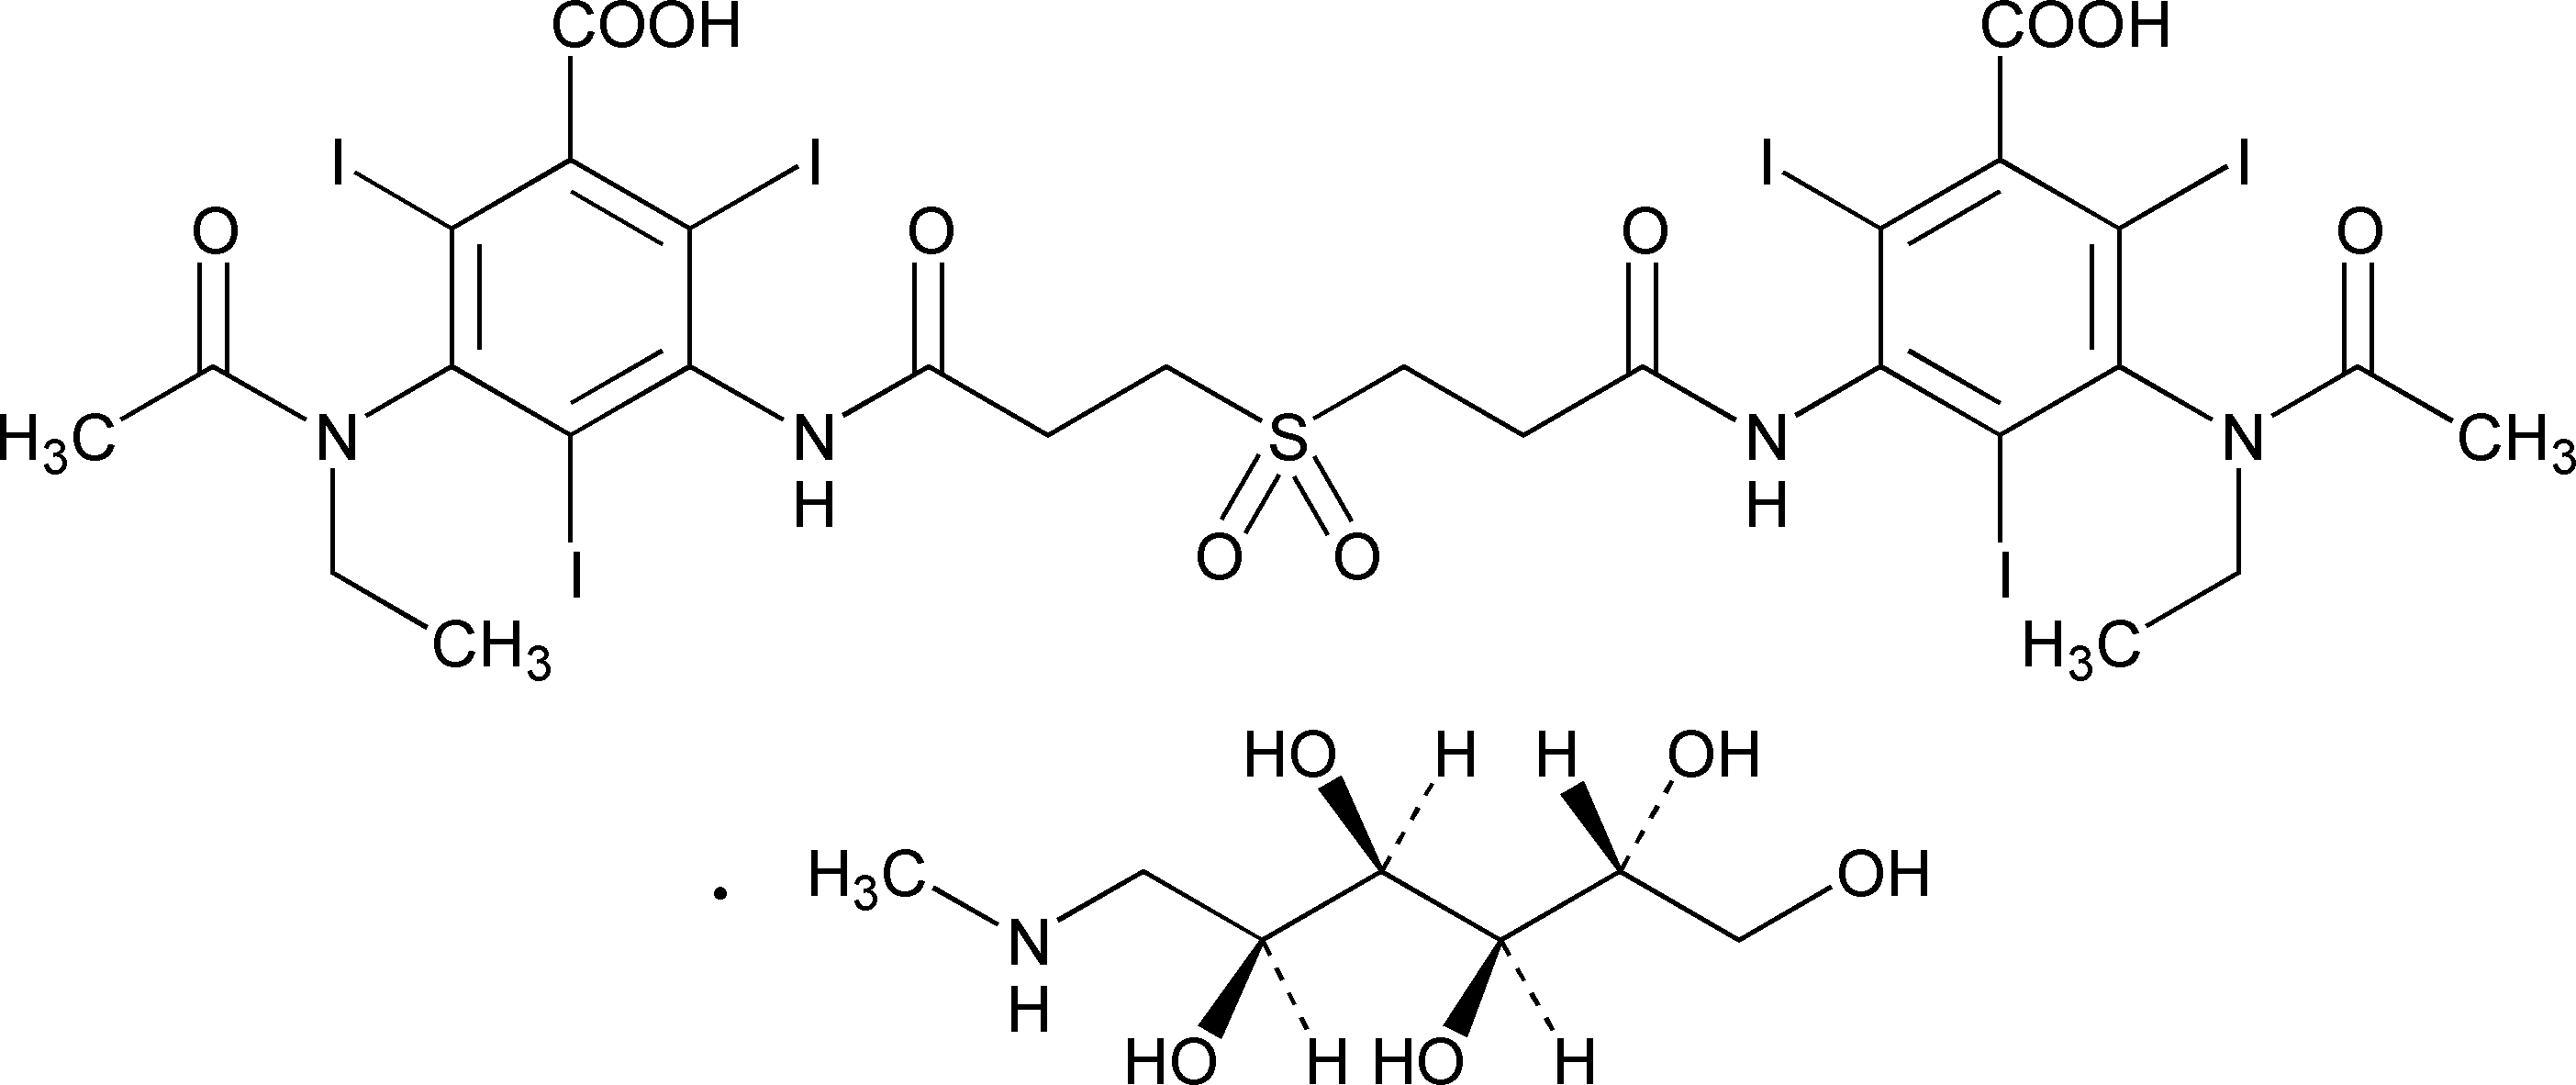 COOH COOH
I I I I
O O O O
H3C N N S N N CH3
H H
O O
I I
CH3 H3C
HO H H OH
H3C OH
N
H
HO H HO H